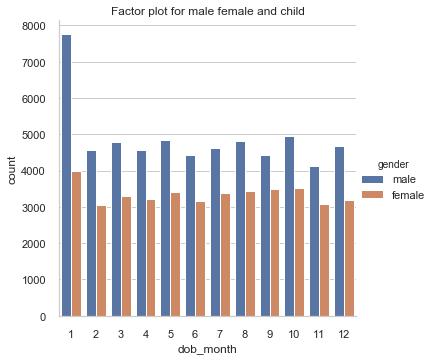 Factor plot for male female and child
8000
7000
6000
5000
4000
3000
2000
1000
0
count
1 2 3 4 5 6 7 8 9 10 11 12
dob_month
gender
male
female